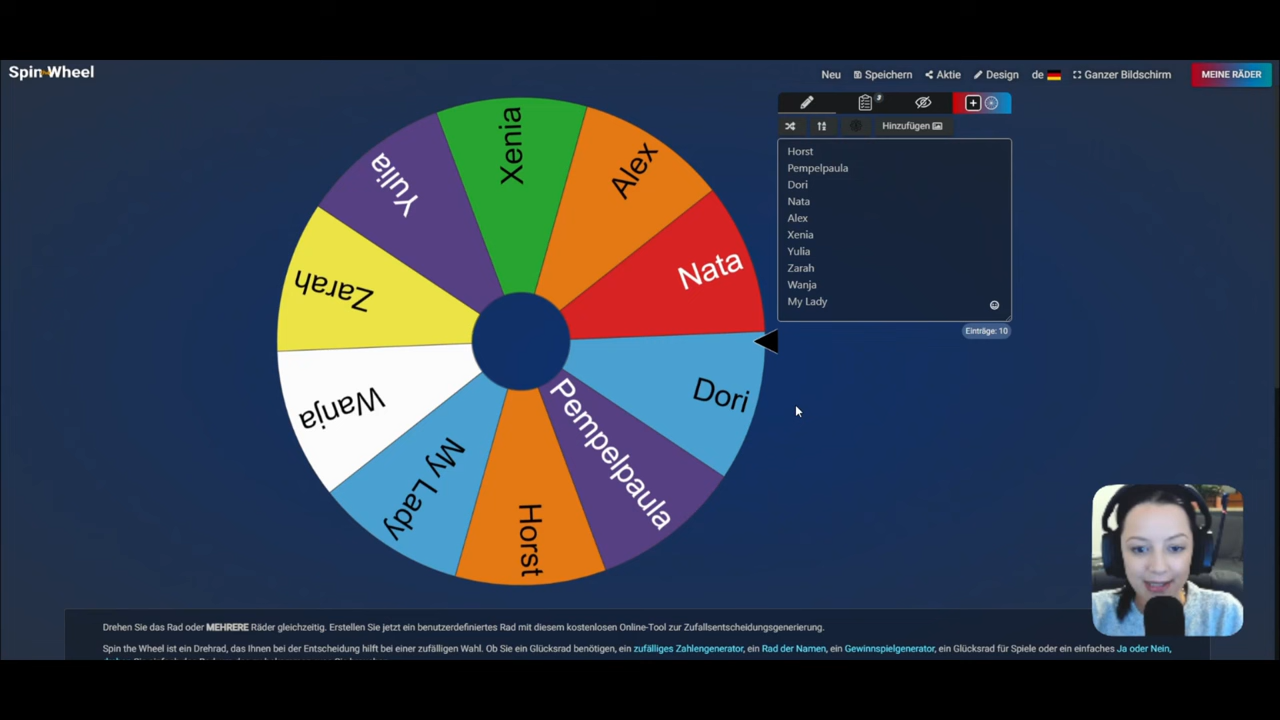 Spin Wheel
Neu
Speichern
Aktie
Design
de
Ganzer Bildschirm
MEINE RÄDER
3
Hinzufügen
Horst
Pempelpaula
Dori
Nata
Alex
Xenia
Yulia
Zarah
Wanja
My Lady
Einträge: 10
Xenia
Alex
Nata
Dori
Pempelpaula
Horst
My Lady
Wanja
Zarah
Yulia
Drehen Sie das Rad oder MEHRERE Räder gleichzeitig. Erstellen Sie jetzt ein benutzerdefiniertes Rad mit diesem kostenlosen Online-Tool zur Zufallsentscheidungsgenerierung.
Spin the Wheel ist ein Drehrad, das Ihnen bei der Entscheidung hilft bei einer zufälligen Wahl. Ob Sie ein Glücksrad benötigen, ein zufälliges Zahlengenerator, ein Rad der Namen, ein Gewinnspielgenerator, ein Glücksrad für Spiele oder ein einfaches Ja oder Nein,